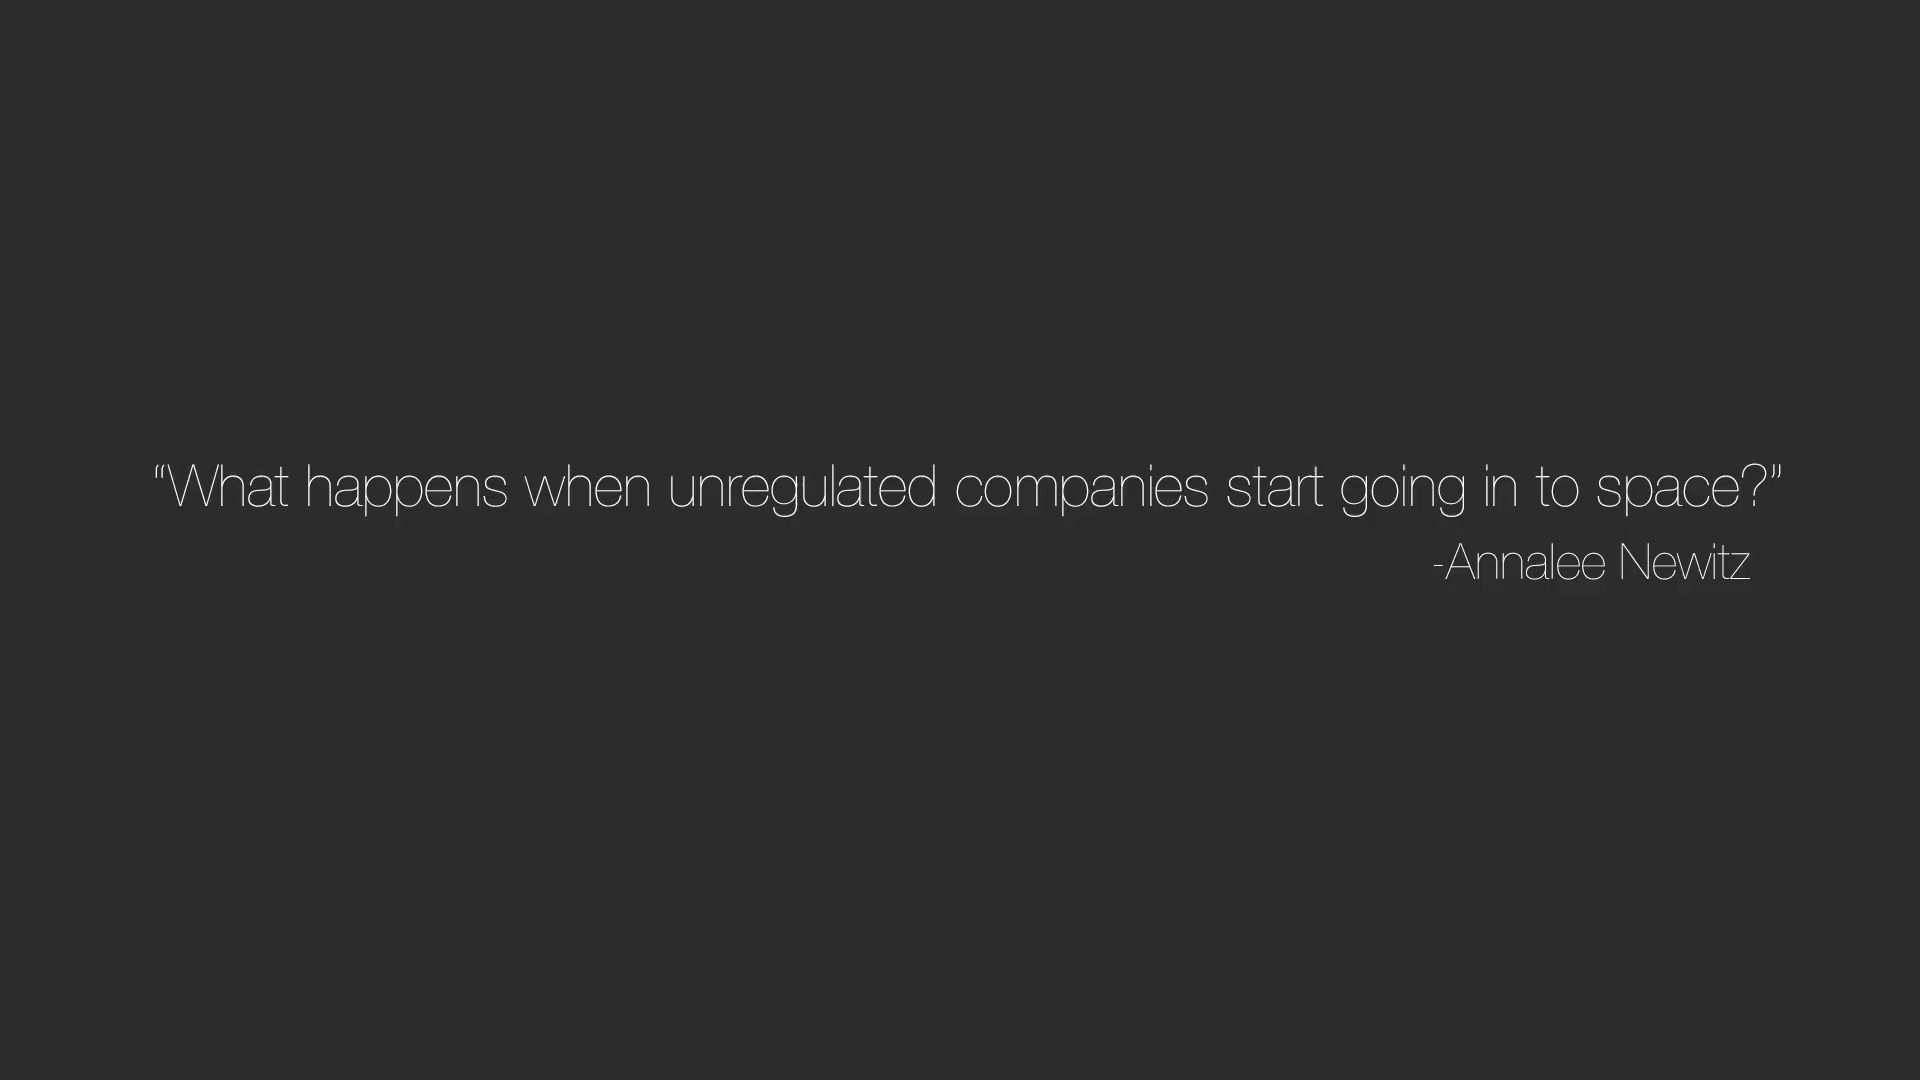 “What happens when unregulated companies start going in to space?”
-Annalee Newitz